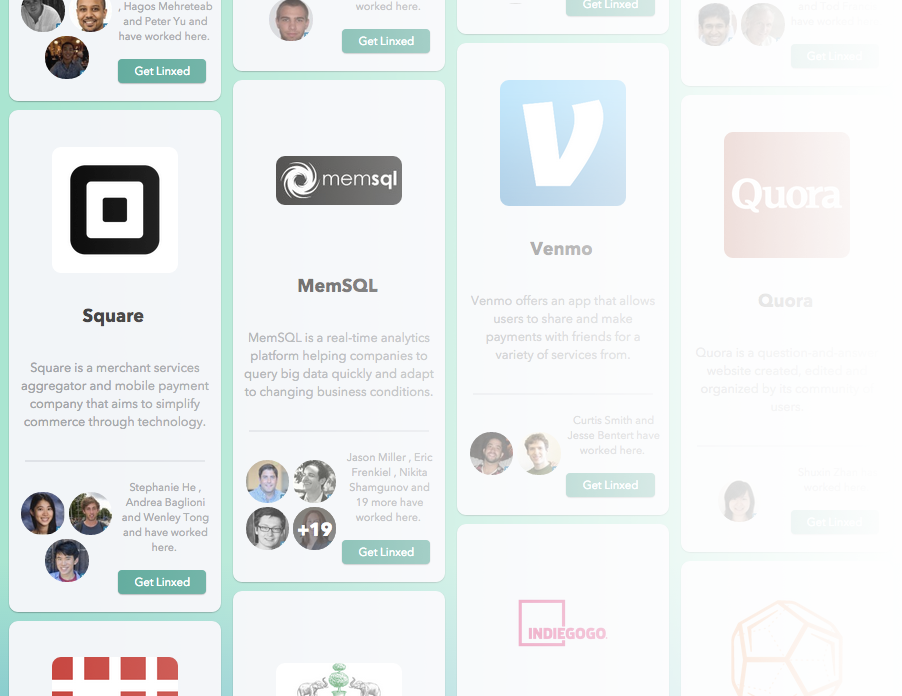 , Hagos Mehreteab
and Peter Yu and
have worked here.
Get Linxed
Square
Square is a merchant services
aggregator and mobile payment
company that aims to simplify
commerce through technology.
Stephanie He ,
Andrea Baglioni
and Wenley Tong
and have worked
here.
Get Linxed
worked here.
Get Linxed
memsql
MemSQL
MemSQL is a real-time analytics
platform helping companies to
query big data quickly and adapt
to changing business conditions.
Jason Miller , Eric
Frenkiel , Nikita
Shamgunov and
19 more have
worked here.
+19
Get Linxed
Get Linxed
Venmo
Venmo offers an app that allows
users to share and make
payments with friends for a
variety of services from.
Curtis Smith and
Jesse Bentert have
worked here.
Get Linxed
INDIEGOGO
Get Linxed
Quora
Quora
Quora is a question-and-
website created, edited
organized by its community
users
Get Linxed